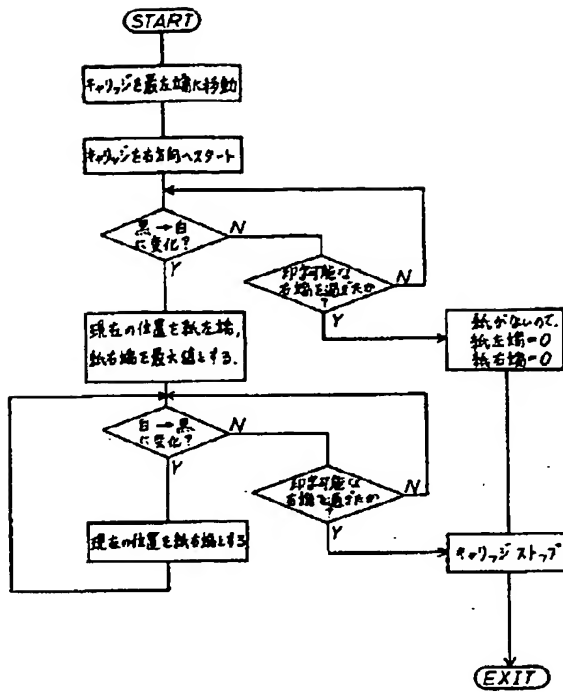 START
キャリッジを最左端に移動
キャリッジを右方向へスタート
黒→白
に変化?
N
Y
印字可能な
右端を過ぎたか
?
N
Y
紙がないので、
紙左端=0
紙右端=0
現在の位置を紙左端,
紙右端を最大値とする.
白→黒
に変化?
N
Y
印字可能な
右端を過ぎたか
?
N
Y
現在の位置を紙右端とする
キャリッジ ストップ
EXIT